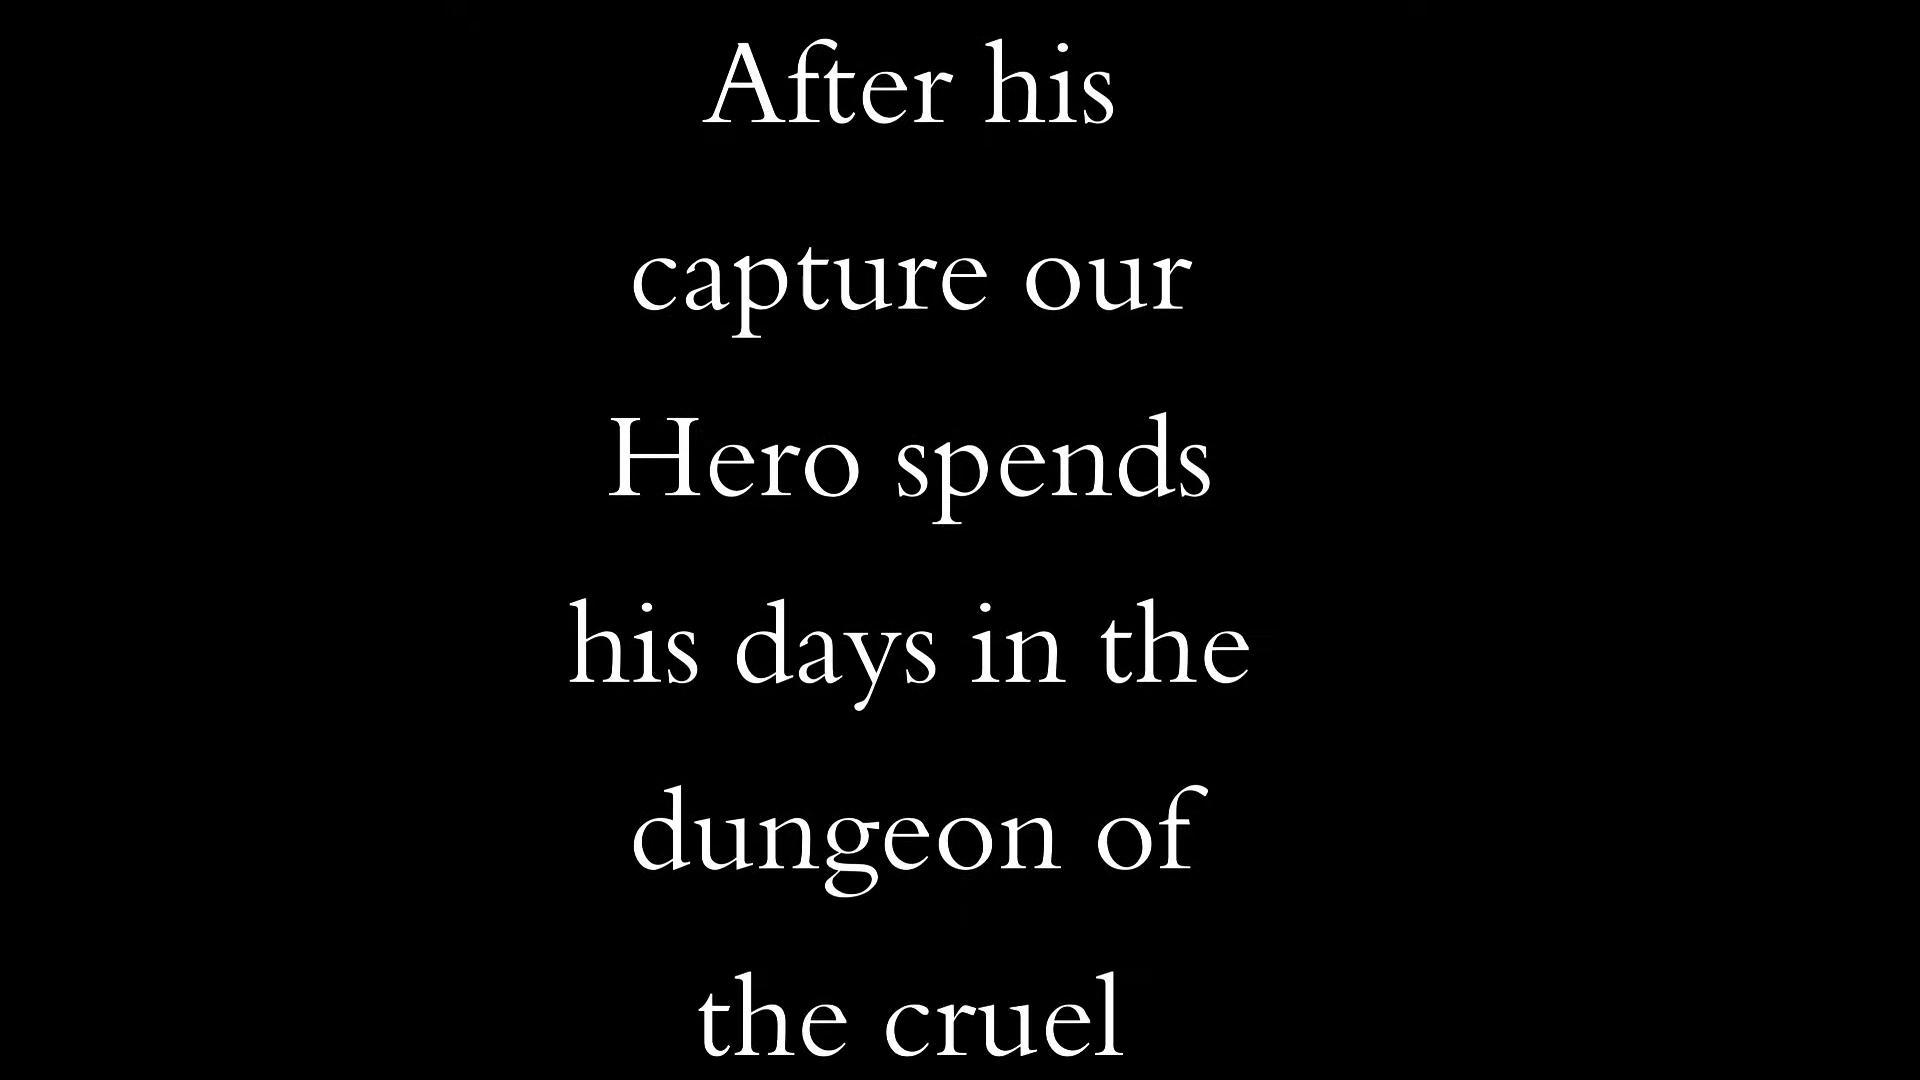 After his
capture our
Hero spends
his days in the
dungeon of
the cruel